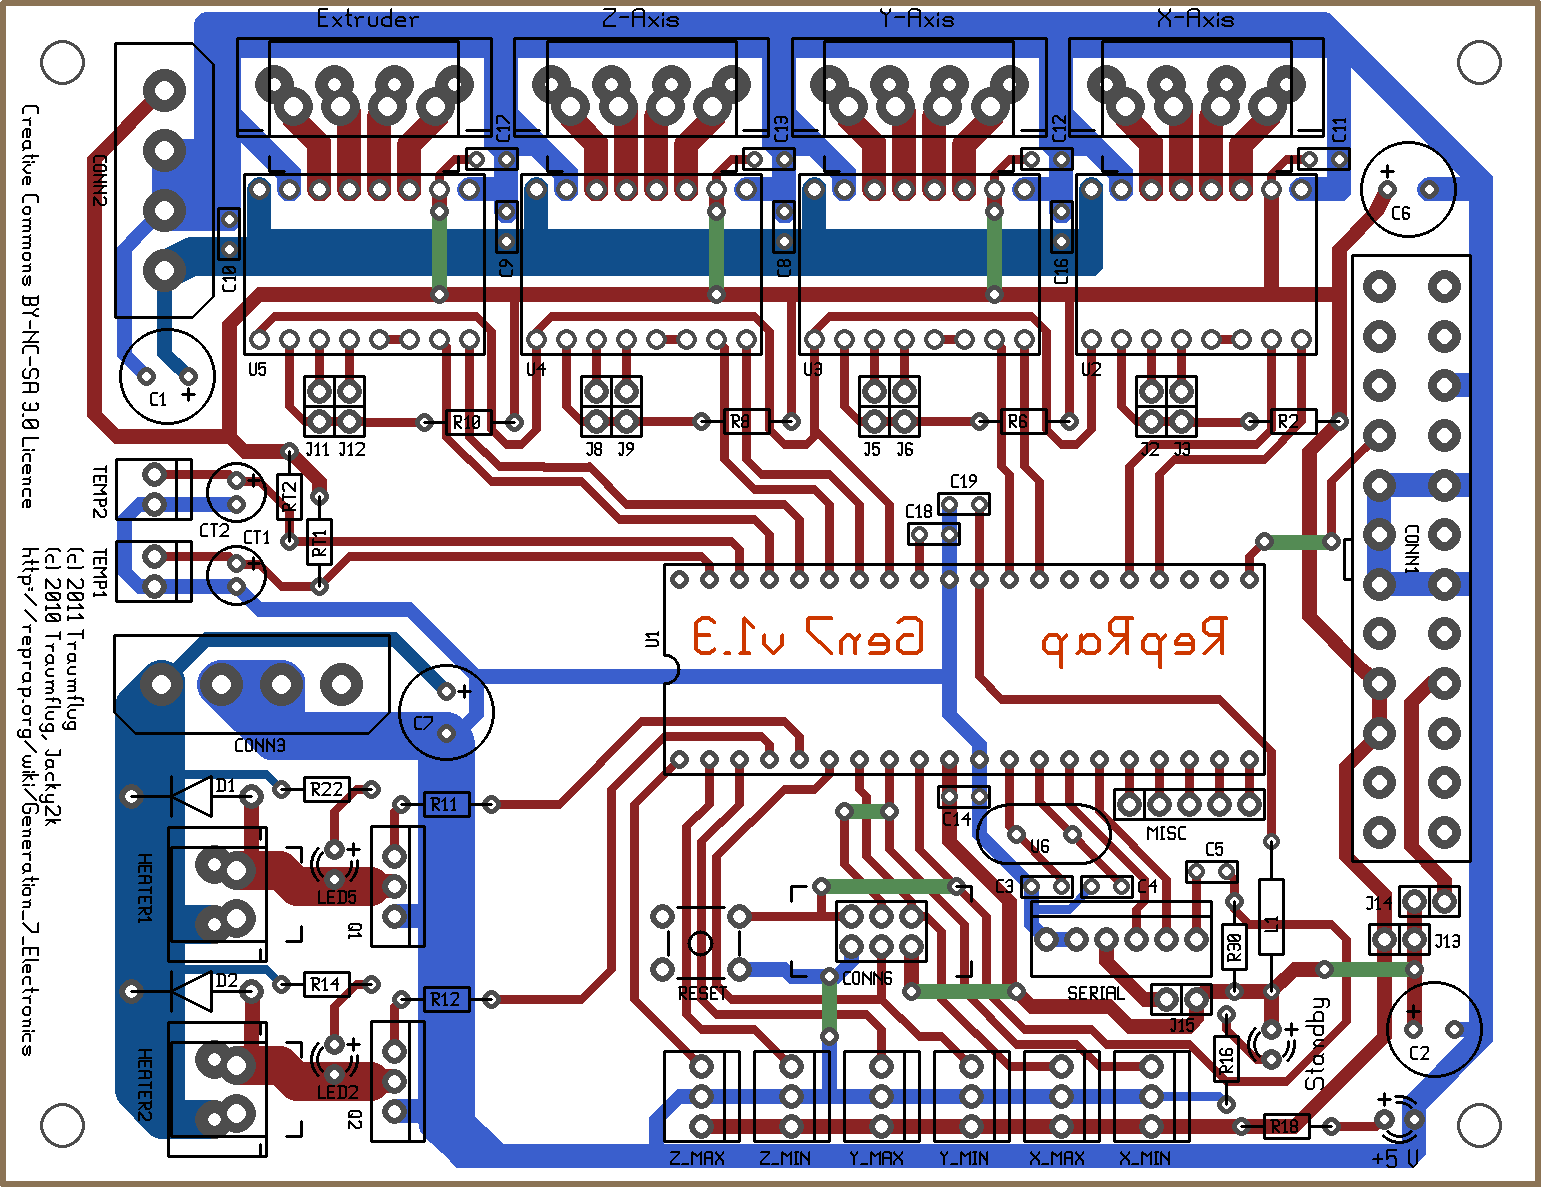 Extruder
Z-Axis
Y-Axis
X-Axis
C17
C13
C12
C11
CONN2
C6
C10
C9
C8
C16
U5
U4
U3
U2
C1
R10
R8
R6
R2
J11
J12
J8
J9
J5
J6
J2
J3
Creative Commons BY-NC-SA 3.0 Licence
TEMP2
CT2
RT2
CT1
RT1
TEMP1
C19
C18
CONN1
(c) 2011 Traumflug
(c) 2010 Traumflug, Jacky2k
http://reprap.org/wiki/Generation_7_Electronics
U1
Gen7 v1.3
RepRap
C7
CONN3
D1
R22
R11
C14
U6
MISC
HEATER1
LED5
Q1
C3
C4
C5
L1
R30
J14
J13
RESET
CONN6
SERIAL
J15
D2
R14
R12
HEATER2
LED2
Q2
R16
Standby
C2
R18
+5 V
Z_MAX
Z_MIN
Y_MAX
Y_MIN
X_MAX
X_MIN